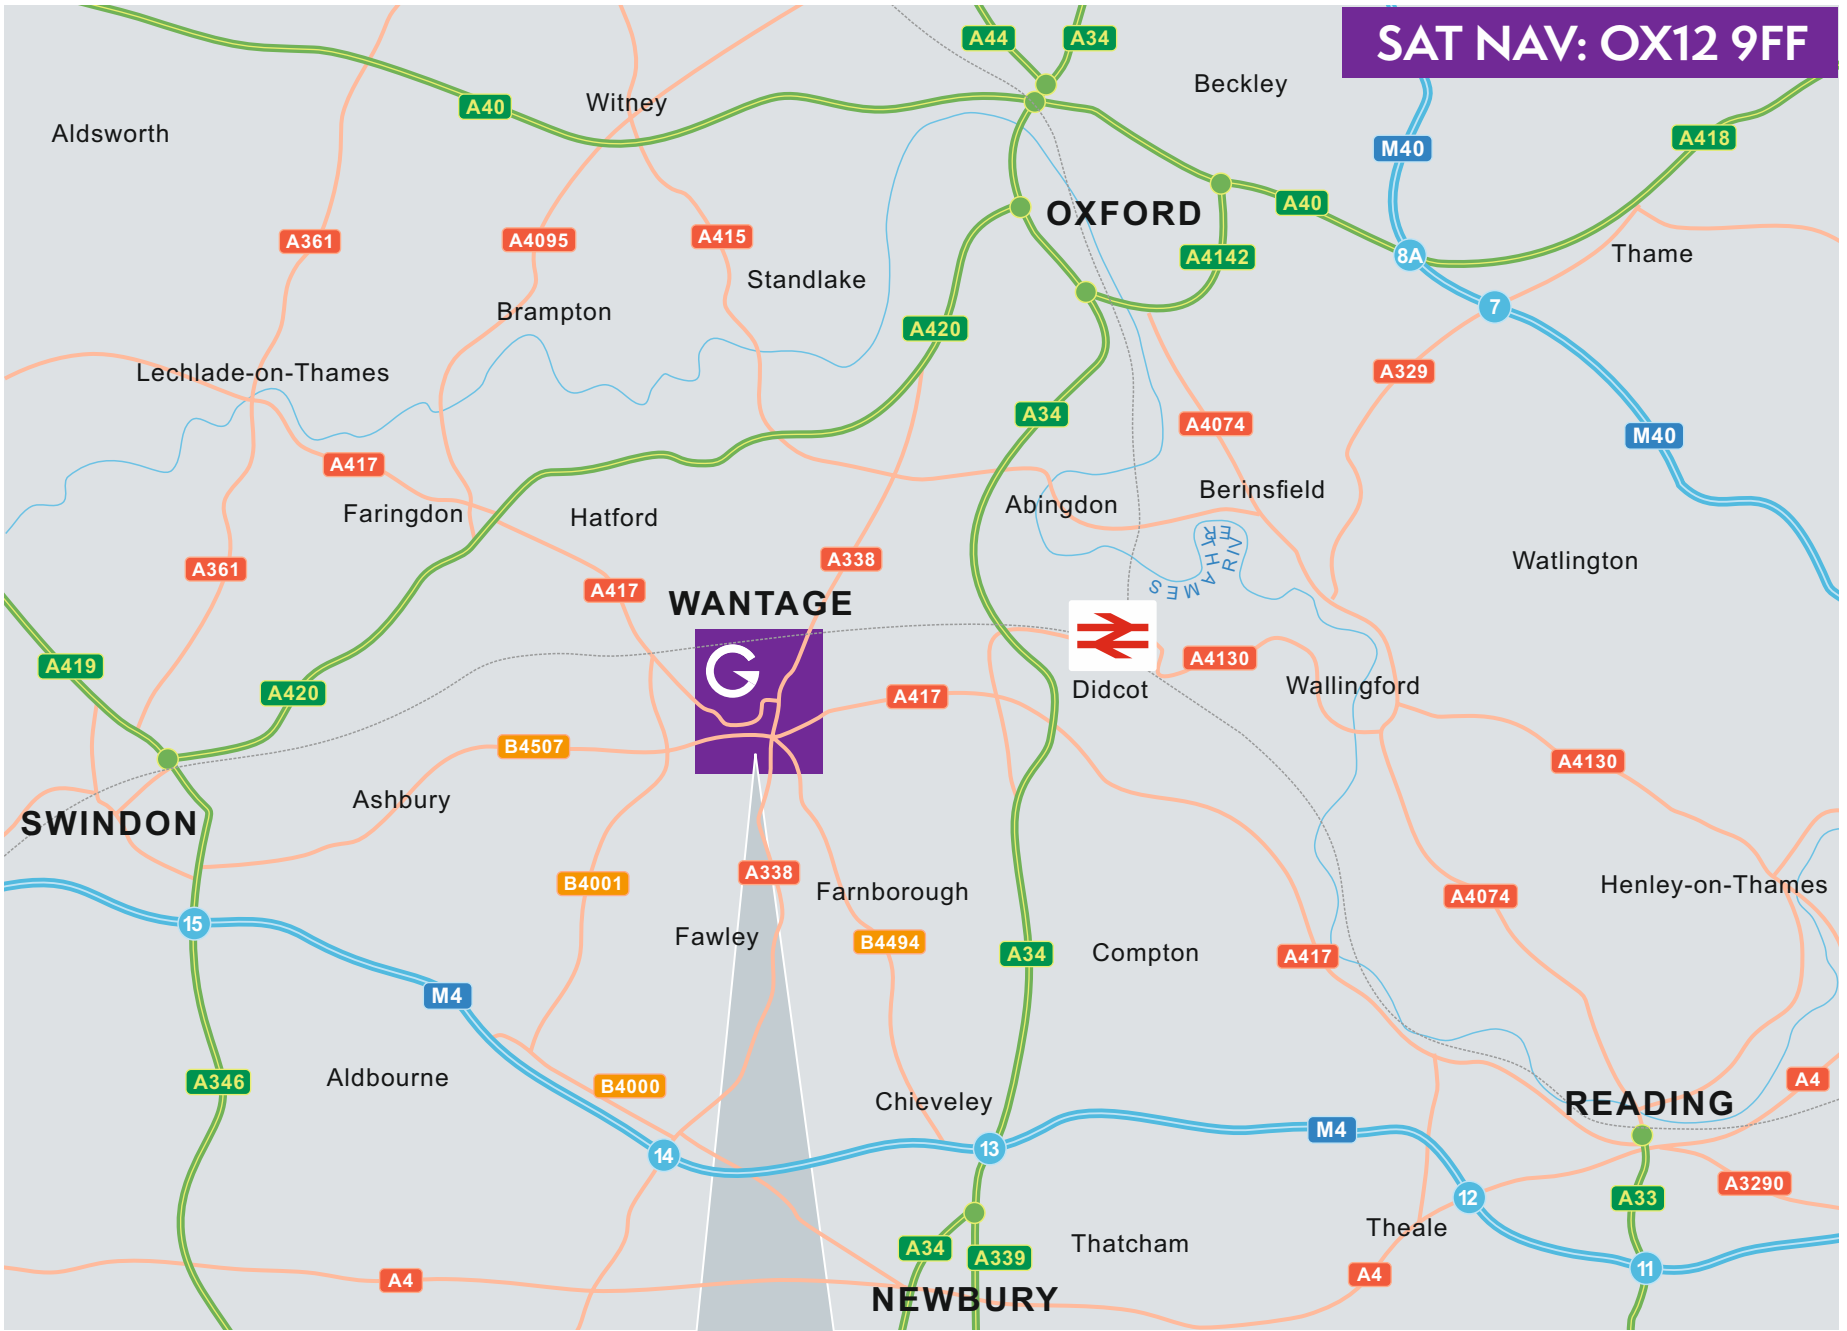 SAT NAV: OX12 9FF
A44
A34
Beckley
A40
Witney
Aldsworth
M40
A418
A361
A4095
A415
OXFORD
A40
A4142
8A
Thame
Standlake
Brampton
A420
7
Lechlade-on-Thames
A329
A34
A4074
M40
A417
Faringdon
Hatford
Abingdon
Berinsfield
A361
A417
A338
RIVER THAMES
Watlington
WANTAGE
G
A419
A420
A417
Didcot
A4130
Wallingford
B4507
A4130
SWINDON
Ashbury
B4001
A338
Farnborough
A4074
Henley-on-Thames
15
Fawley
B4494
A34
Compton
A417
M4
A346
Aldbourne
B4000
Chieveley
READING
A4
14
13
M4
12
A33
A3290
Theale
A34
A339
Thatcham
11
A4
A4
NEWBURY